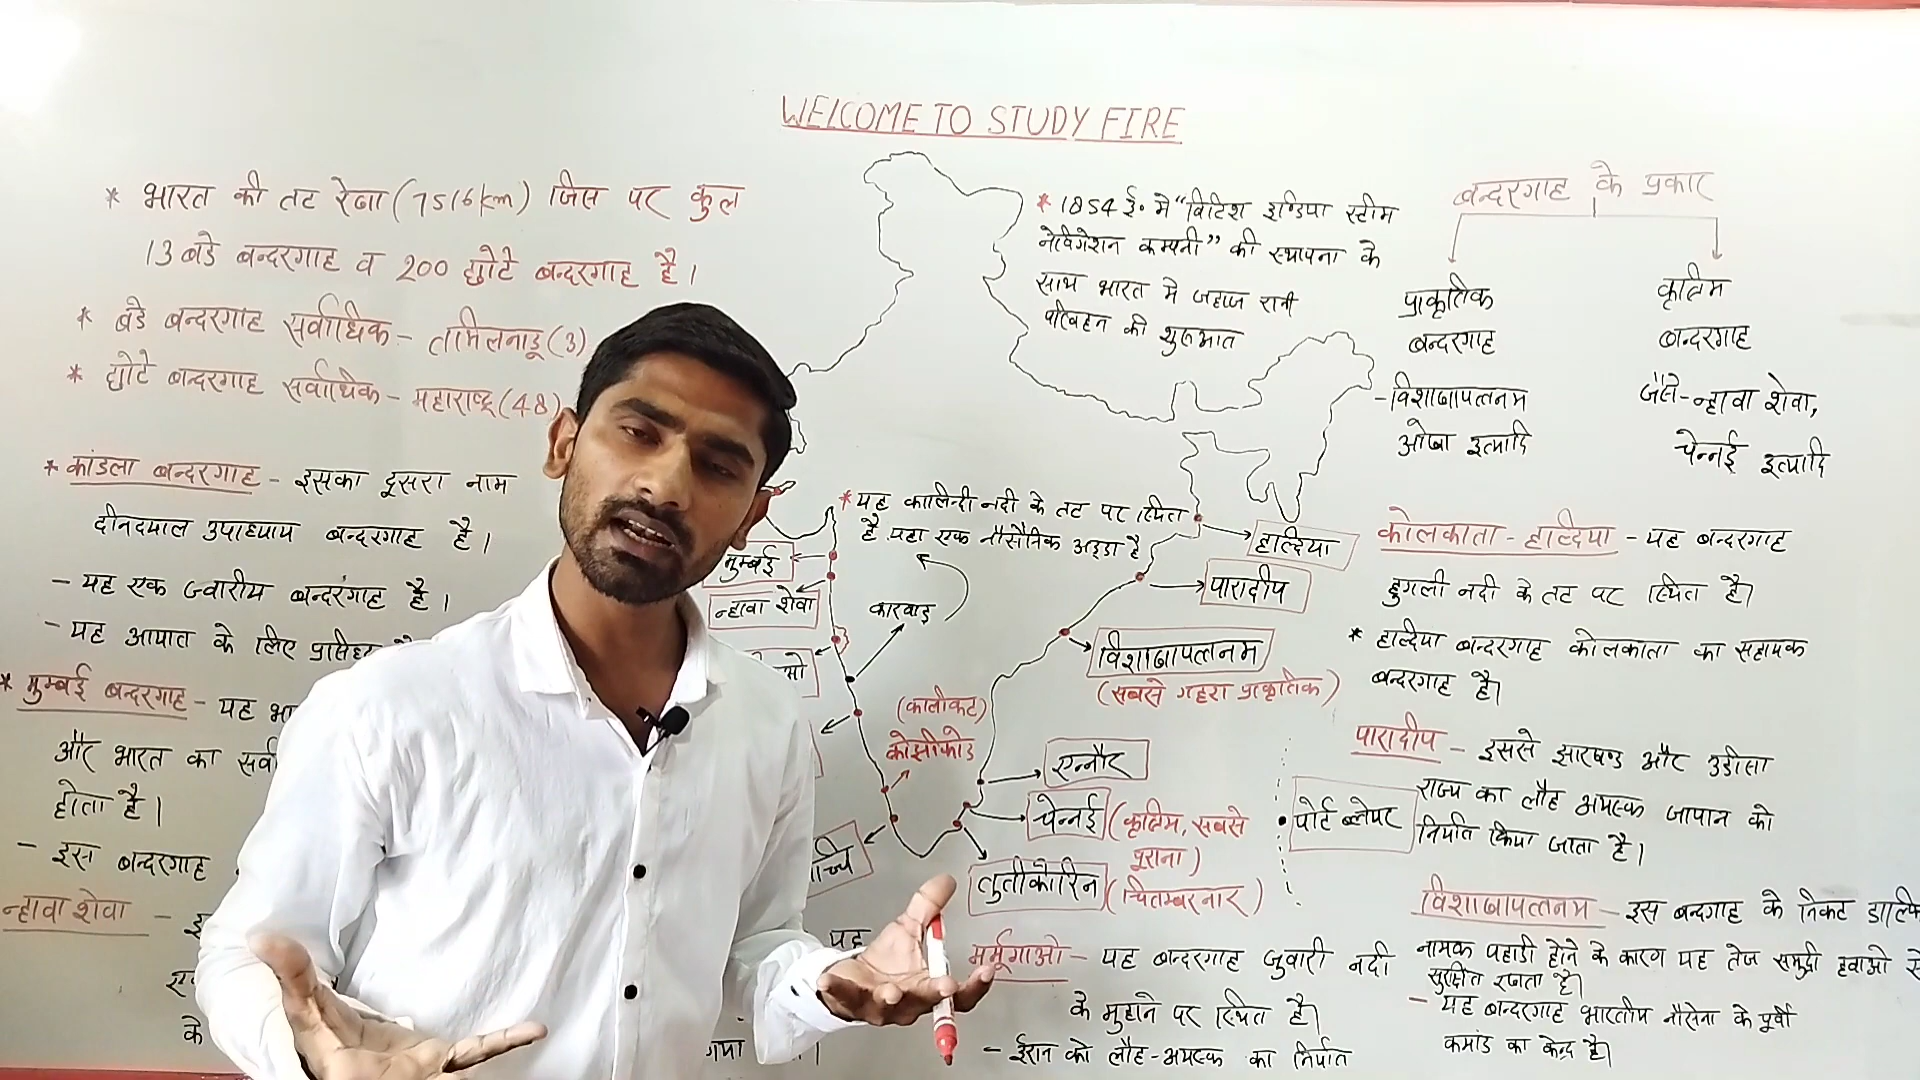 WELCOME TO STUDY FIRE
* भारत की तट रेखा (7516 km) जिस पर कुल
13 बडे बन्दरगाह व 200 छोटे बन्दरगाह है।
* बडे बन्दरगाह सर्वाधिक - तमिलनाडू (3)
* छोटे बन्दरगाह सर्वाधिक - महाराष्ट्र (48)
* कांडला बन्दरगाह - इसका दूसरा नाम
दीनदयाल उपाध्याय बन्दरगाह है।
- यह एक ज्वारीय बन्दरगाह है।
- यह आयात के लिए प्रसिद्ध
* मुम्बई बन्दरगाह - यह
और भारत का
होता है।
- इस बन्दरगाह
न्हावा शेवा -
के
* 1854 ई॰ मे "ब्रिटिश इण्डिया स्टीम
नेविगेशन कम्पनी" की स्थापना के
साथ भारत मे जहाज रानी
परिवहन की शुरूआत
* यह कालिन्दी नदी के तट पर स्थित
है यहा एक नौसैनिक अड्डा है
मुम्बई
न्हावा शेवा
कारवाड़
(कालीकट)
कोझीकोड
हाल्दिया
पारादीप
विशाखापत्तनम
(सबसे गहरा प्राकृतिक)
एन्नौर
चेन्नई (कृत्रिम, सबसे
पुराना)
तुतीकोरिन (चितम्बरनार)
पोर्ट ब्लेयर
यह
मर्मूगाओ - यह बन्दरगाह जुवारी नदी
के मुहाने पर स्थित है।
- ईरान को लौह-अयस्क का निर्यात
बन्दरगाह के प्रकार
प्राकृतिक
बन्दरगाह
- विशाखापत्तनम
ओखा इत्यादि
कृत्रिम
बन्दरगाह
जैसे - न्हावा शेवा,
चेन्नई इत्यादि
कोलकाता - हाल्दिया - यह बन्दरगाह
हुगली नदी के तट पर स्थित है।
* हाल्दिया बन्दरगाह कोलकाता का सहायक
बन्दरगाह है।
पारादीप - इससे झारखण्ड और उडीसा
राज्य का लौह अयस्क जापान को
निर्यात किया जाता है।
विशाखापत्तनम - इस बन्दगाह के निकट
नामक पहाडी होने के कारण यह तेज समुद्री हवाओ से
सुरक्षित रखता है।
- यह बन्दरगाह भारतीय नौसेना के पूर्वी
कमांड का केन्द्र है।